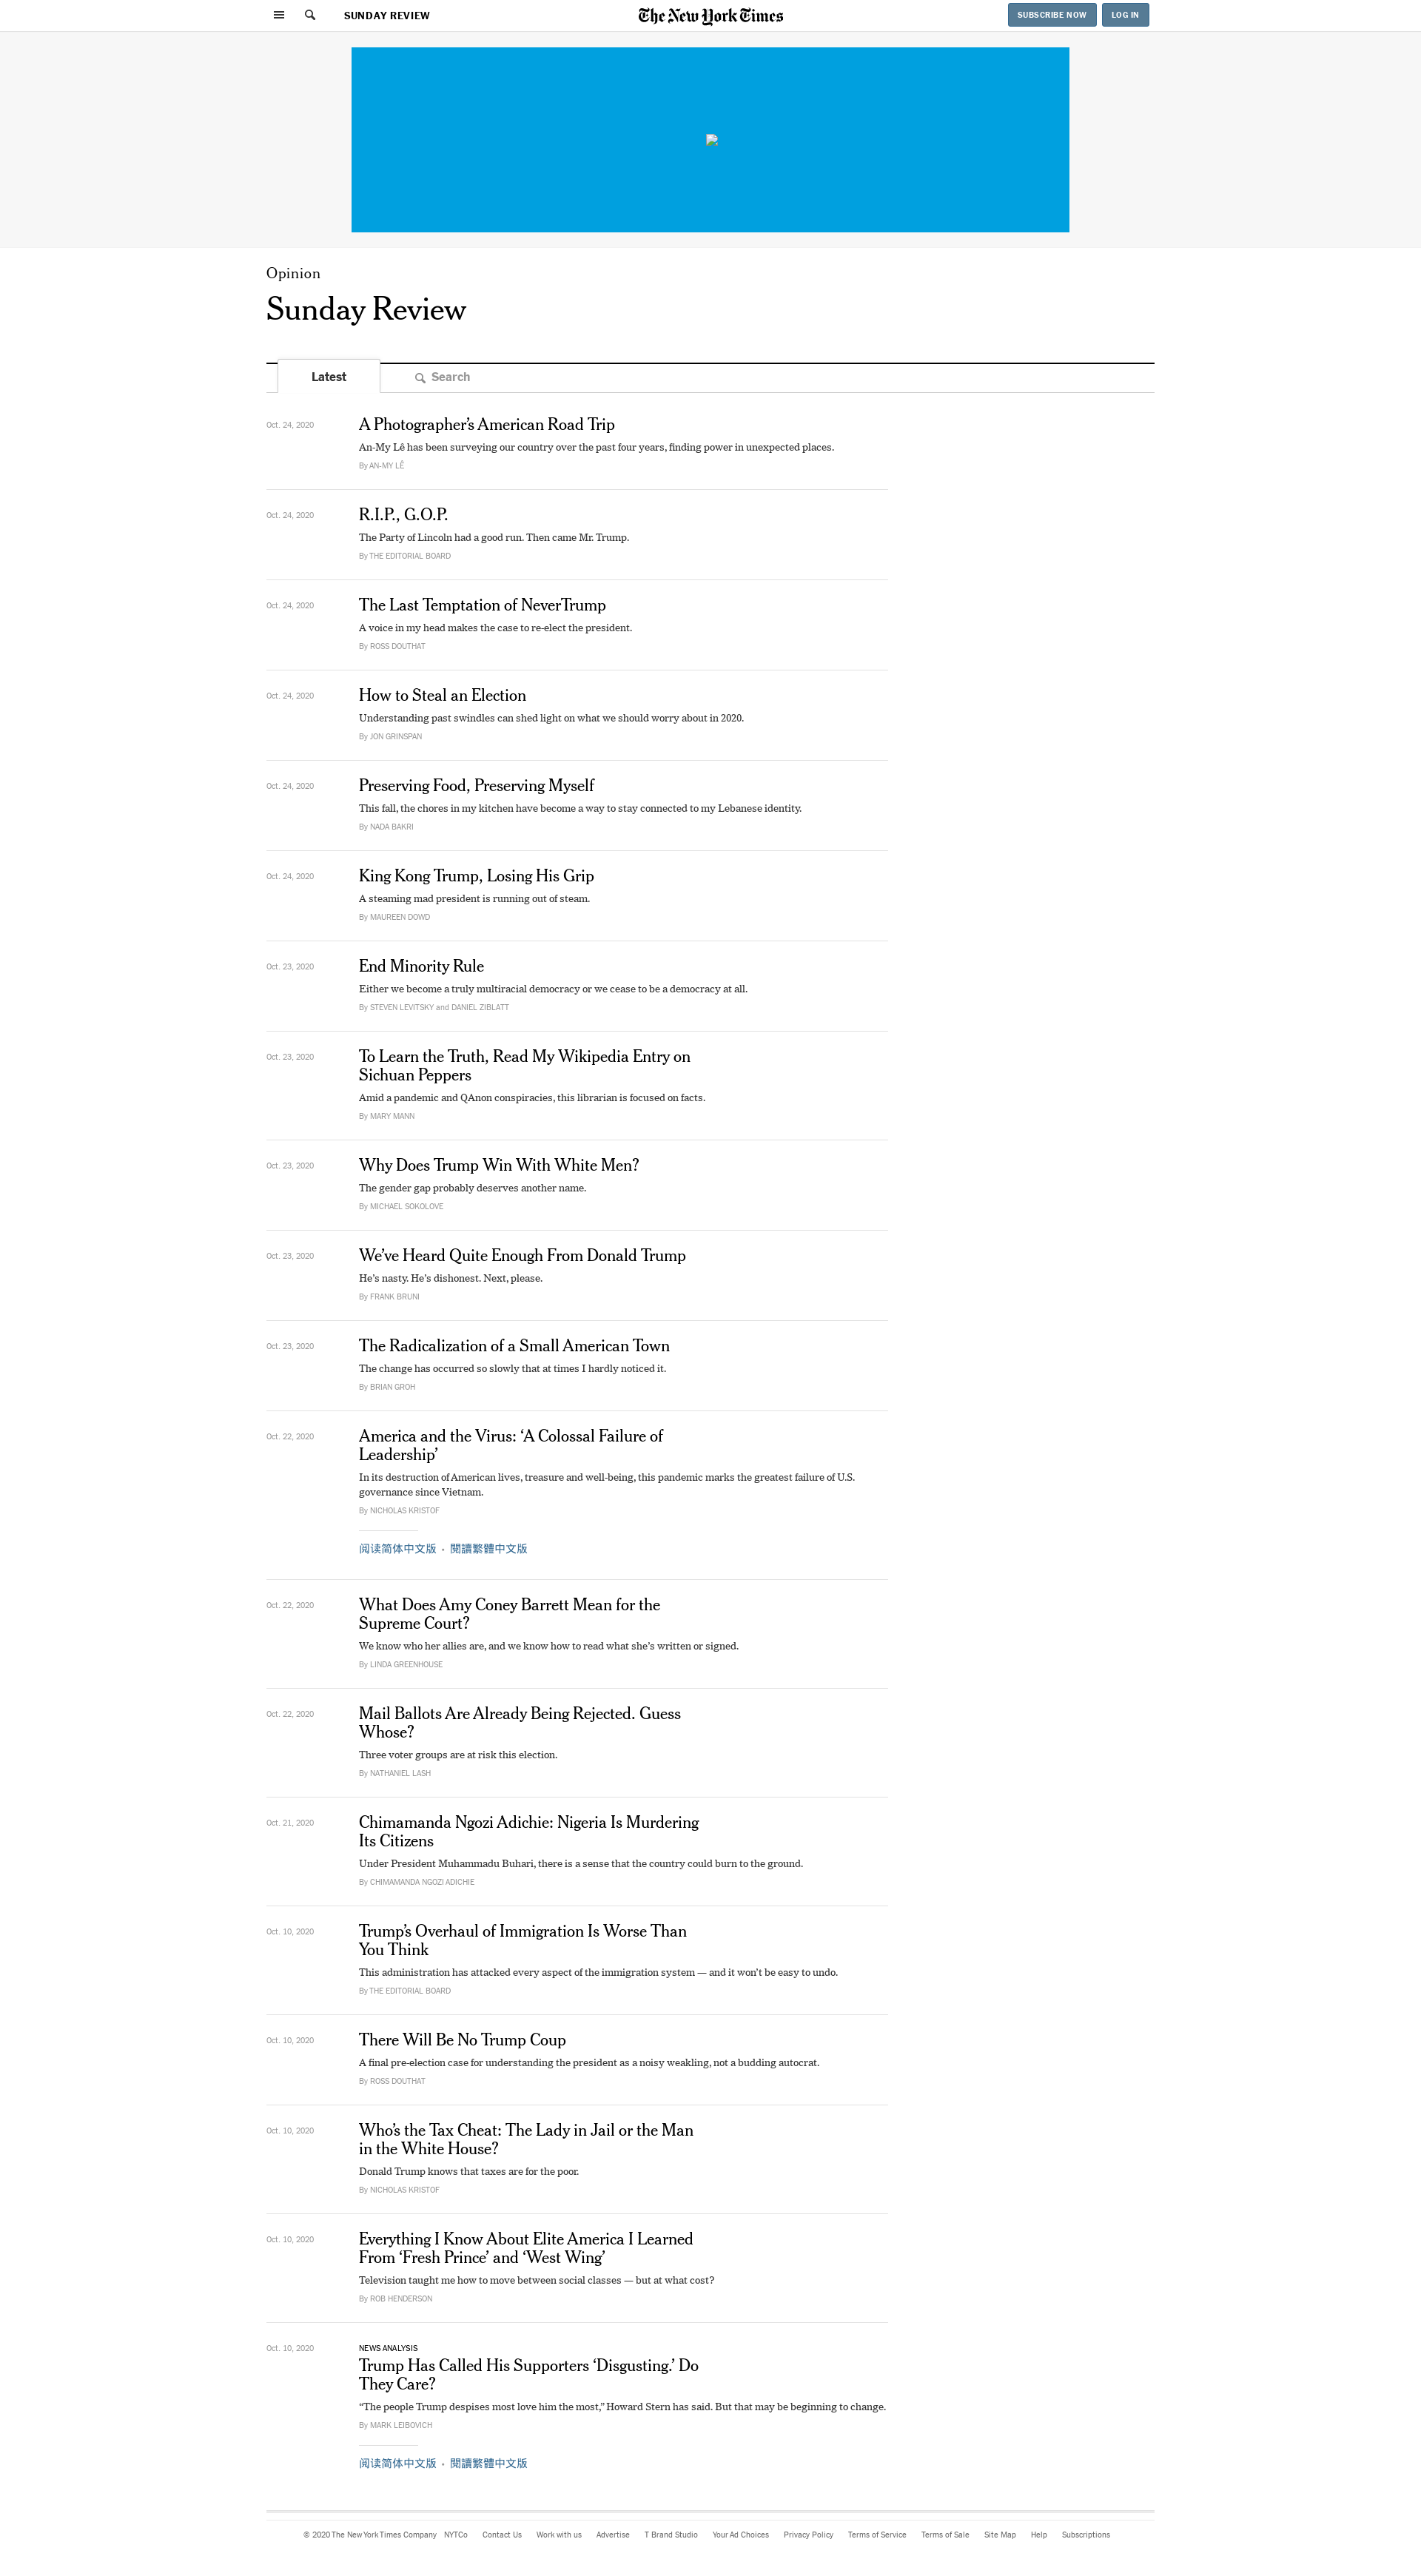 SUNDAY REVIEW
The New York Times
SUBSCRIBE NOW
LOG IN
Opinion
Sunday Review
Latest
Search
Oct. 24, 2020
A Photographer’s American Road Trip
An-My Lê has been surveying our country over the past four years, finding power in unexpected places.
By AN-MY LÊ
Oct. 24, 2020
R.I.P., G.O.P.
The Party of Lincoln had a good run. Then came Mr. Trump.
By THE EDITORIAL BOARD
Oct. 24, 2020
The Last Temptation of NeverTrump
A voice in my head makes the case to re-elect the president.
By ROSS DOUTHAT
Oct. 24, 2020
How to Steal an Election
Understanding past swindles can shed light on what we should worry about in 2020.
By JON GRINSPAN
Oct. 24, 2020
Preserving Food, Preserving Myself
This fall, the chores in my kitchen have become a way to stay connected to my Lebanese identity.
By NADA BAKRI
Oct. 24, 2020
King Kong Trump, Losing His Grip
A steaming mad president is running out of steam.
By MAUREEN DOWD
Oct. 23, 2020
End Minority Rule
Either we become a truly multiracial democracy or we cease to be a democracy at all.
By STEVEN LEVITSKY and DANIEL ZIBLATT
Oct. 23, 2020
To Learn the Truth, Read My Wikipedia Entry on
Sichuan Peppers
Amid a pandemic and QAnon conspiracies, this librarian is focused on facts.
By MARY MANN
Oct. 23, 2020
Why Does Trump Win With White Men?
The gender gap probably deserves another name.
By MICHAEL SOKOLOVE
Oct. 23, 2020
We’ve Heard Quite Enough From Donald Trump
He’s nasty. He’s dishonest. Next, please.
By FRANK BRUNI
Oct. 23, 2020
The Radicalization of a Small American Town
The change has occurred so slowly that at times I hardly noticed it.
By BRIAN GROH
Oct. 22, 2020
America and the Virus: ‘A Colossal Failure of
Leadership’
In its destruction of American lives, treasure and well-being, this pandemic marks the greatest failure of U.S.
governance since Vietnam.
By NICHOLAS KRISTOF
阅读简体中文版 • 閱讀繁體中文版
Oct. 22, 2020
What Does Amy Coney Barrett Mean for the
Supreme Court?
We know who her allies are, and we know how to read what she’s written or signed.
By LINDA GREENHOUSE
Oct. 22, 2020
Mail Ballots Are Already Being Rejected. Guess
Whose?
Three voter groups are at risk this election.
By NATHANIEL LASH
Oct. 21, 2020
Chimamanda Ngozi Adichie: Nigeria Is Murdering
Its Citizens
Under President Muhammadu Buhari, there is a sense that the country could burn to the ground.
By CHIMAMANDA NGOZI ADICHIE
Oct. 10, 2020
Trump’s Overhaul of Immigration Is Worse Than
You Think
This administration has attacked every aspect of the immigration system — and it won’t be easy to undo.
By THE EDITORIAL BOARD
Oct. 10, 2020
There Will Be No Trump Coup
A final pre-election case for understanding the president as a noisy weakling, not a budding autocrat.
By ROSS DOUTHAT
Oct. 10, 2020
Who’s the Tax Cheat: The Lady in Jail or the Man
in the White House?
Donald Trump knows that taxes are for the poor.
By NICHOLAS KRISTOF
Oct. 10, 2020
Everything I Know About Elite America I Learned
From ‘Fresh Prince’ and ‘West Wing’
Television taught me how to move between social classes — but at what cost?
By ROB HENDERSON
Oct. 10, 2020
NEWS ANALYSIS
Trump Has Called His Supporters ‘Disgusting.’ Do
They Care?
“The people Trump despises most love him the most,” Howard Stern has said. But that may be beginning to change.
By MARK LEIBOVICH
阅读简体中文版 • 閱讀繁體中文版
© 2020 The New York Times Company NYTCo Contact Us Work with us Advertise T Brand Studio Your Ad Choices Privacy Policy Terms of Service Terms of Sale Site Map Help Subscriptions